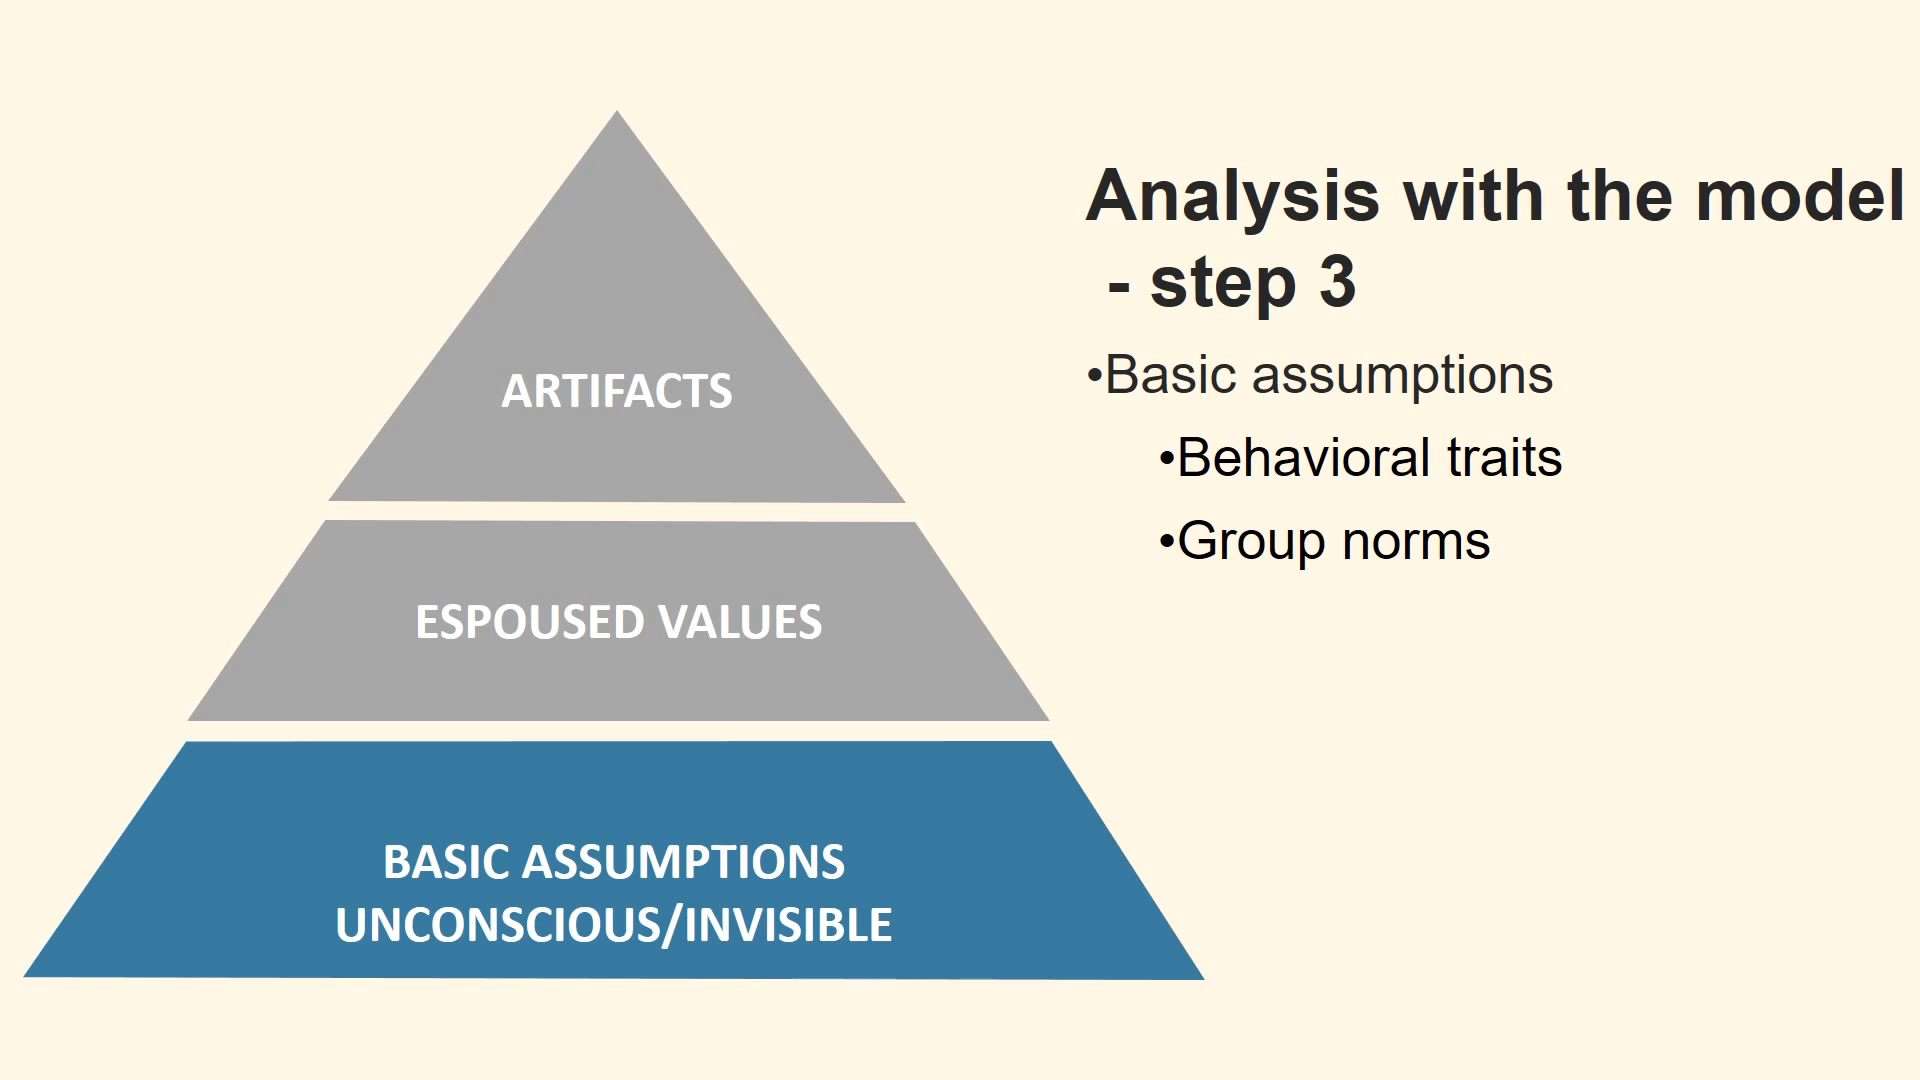 ARTIFACTS
ESPOUSED VALUES
BASIC ASSUMPTIONS
UNCONSCIOUS/INVISIBLE
Analysis with the model
- step 3
•Basic assumptions
•Behavioral traits
•Group norms